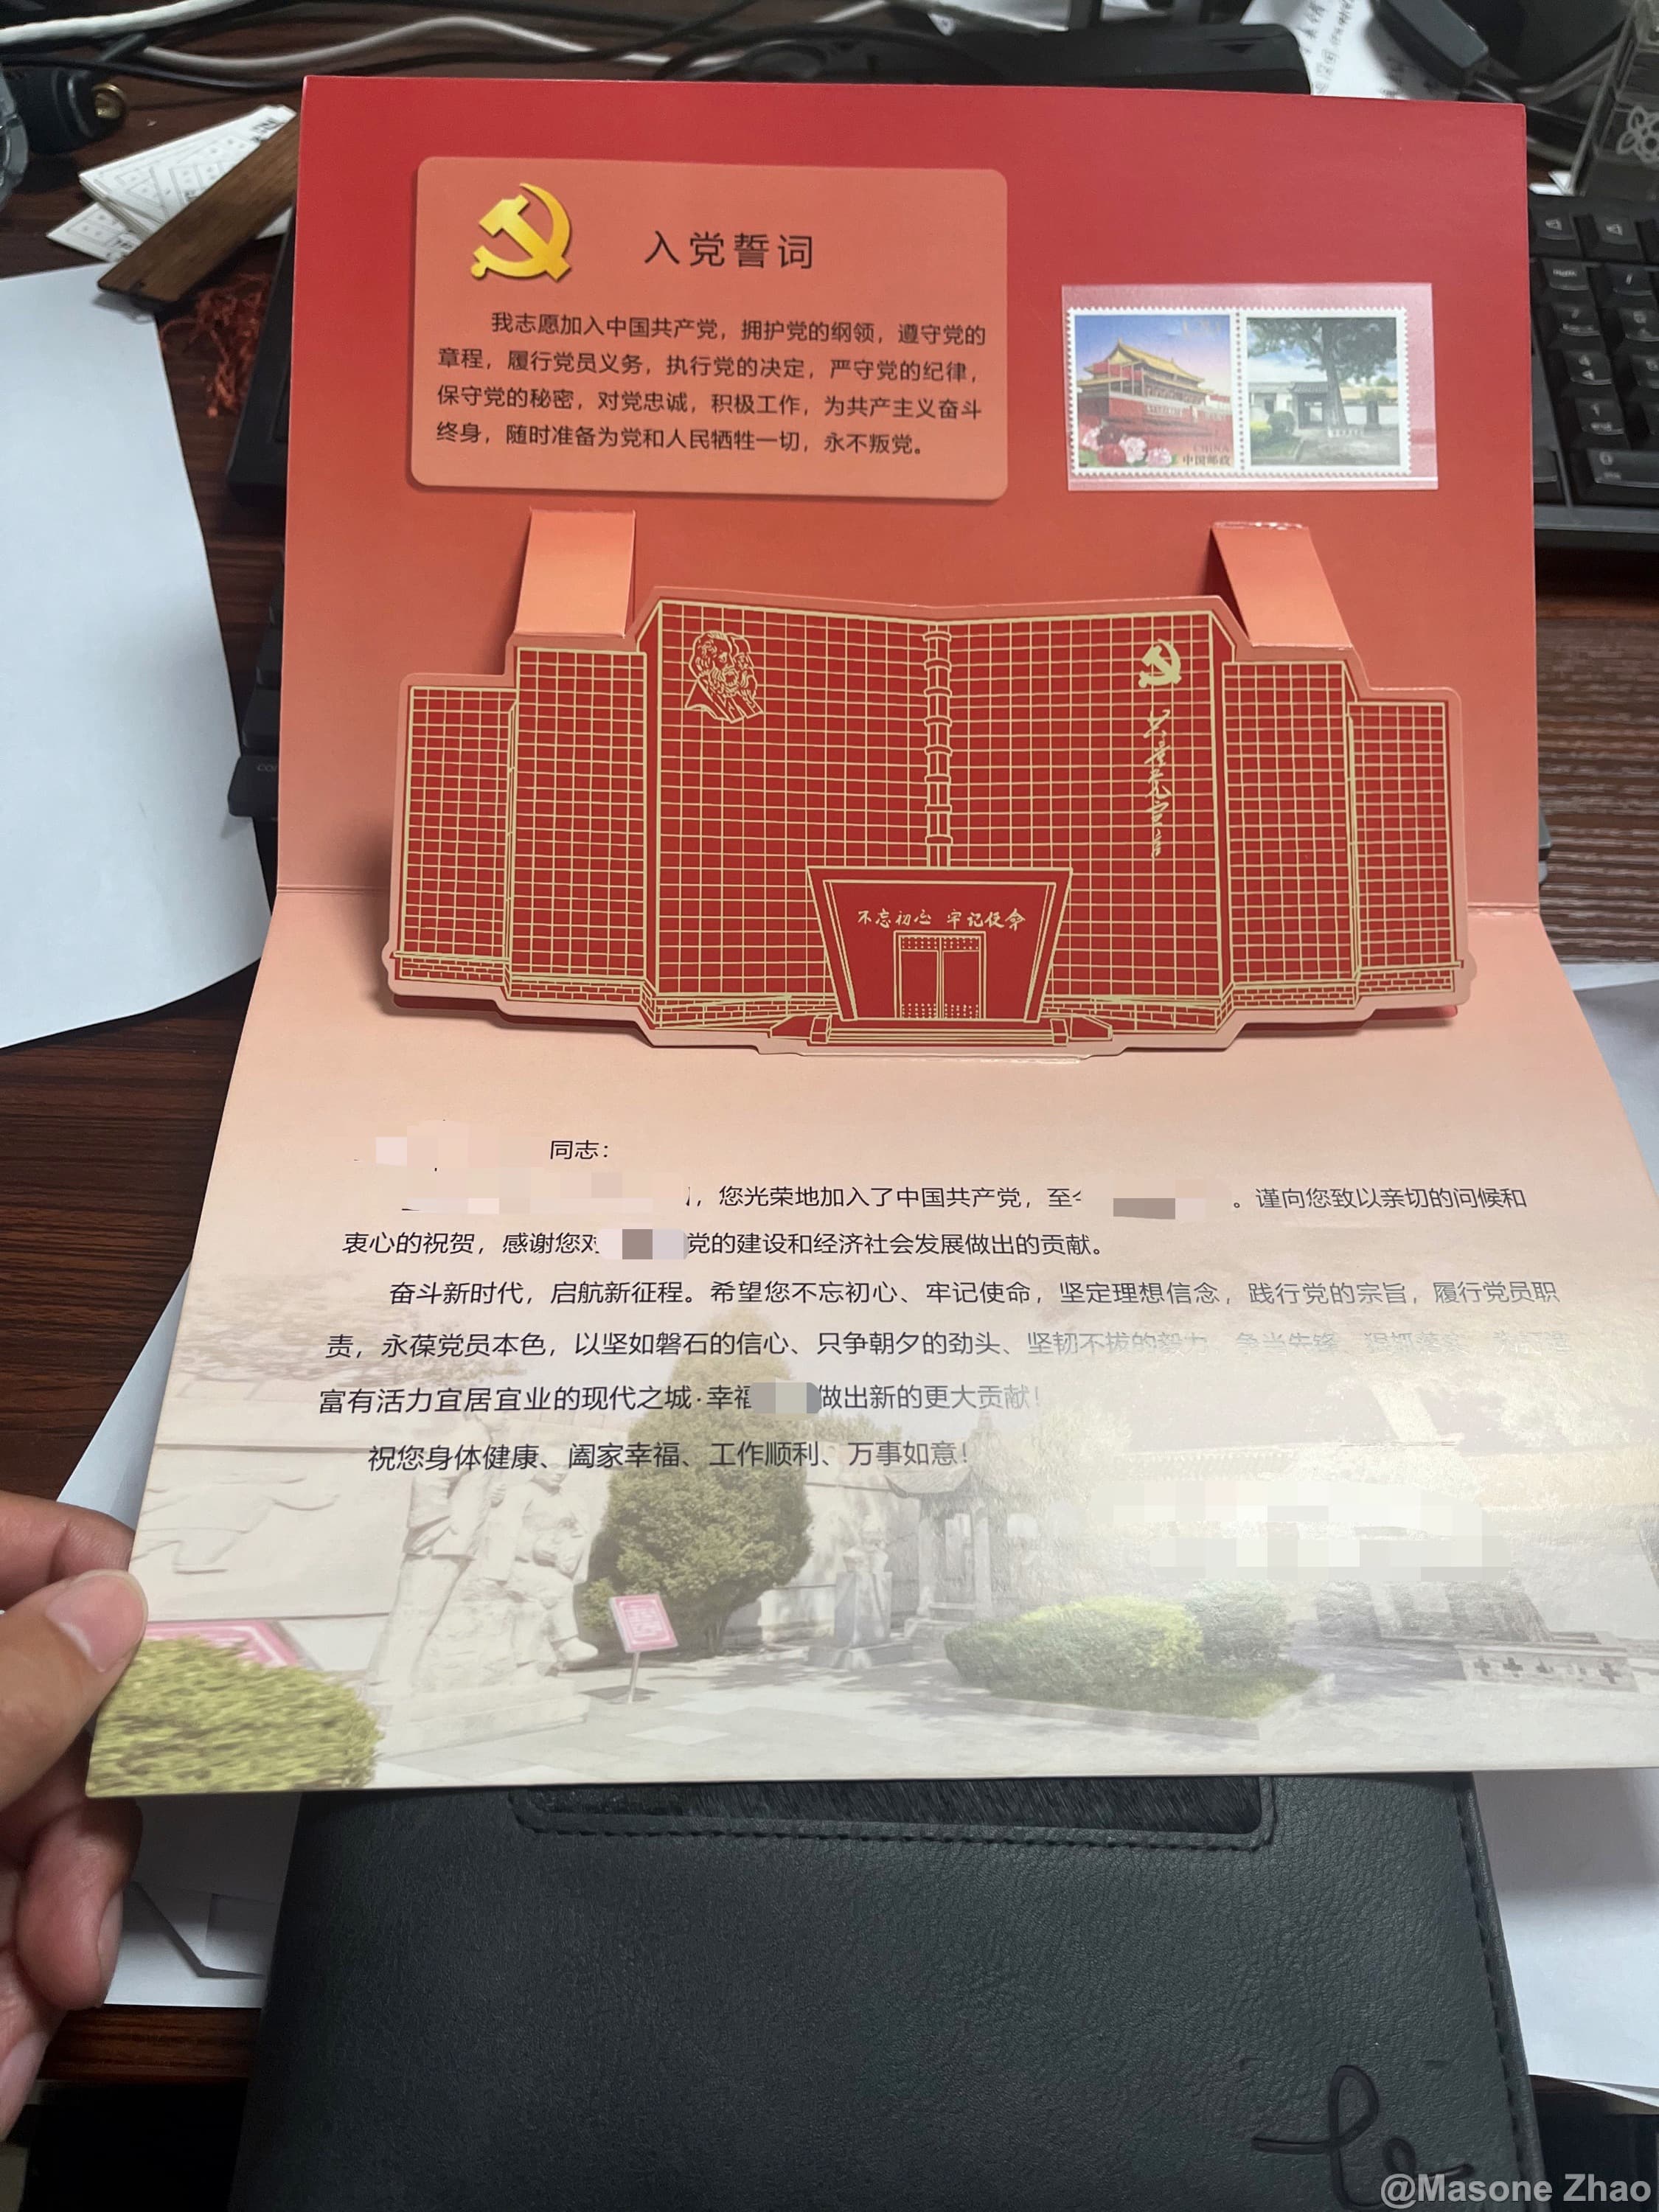 入党誓词
我志愿加入中国共产党，拥护党的纲领，遵守党的
章程，履行党员义务，执行党的决定，严守党的纪律，
保守党的秘密，对党忠诚，积极工作，为共产主义奋斗
终身，随时准备为党和人民牺牲一切，永不叛党。
CHINA
中国邮政
共产党宣言
不忘初心 牢记使命
同志：
，您光荣地加入了中国共产党，至今
。谨向您致以亲切的问候和
衷心的祝贺，感谢您对
党的建设和经济社会发展做出的贡献。
奋斗新时代，启航新征程。希望您不忘初心、牢记使命，坚定理想信念，践行党的宗旨，履行党员职
责，永葆党员本色，以坚如磐石的信心、只争朝夕的劲头、坚韧不拔的毅力，争当先锋、狠抓落实，为
富有活力宜居宜业的现代之城·幸福
做出新的更大贡献！
祝您身体健康、阖家幸福、工作顺利、万事如意！
@Masone Zhao